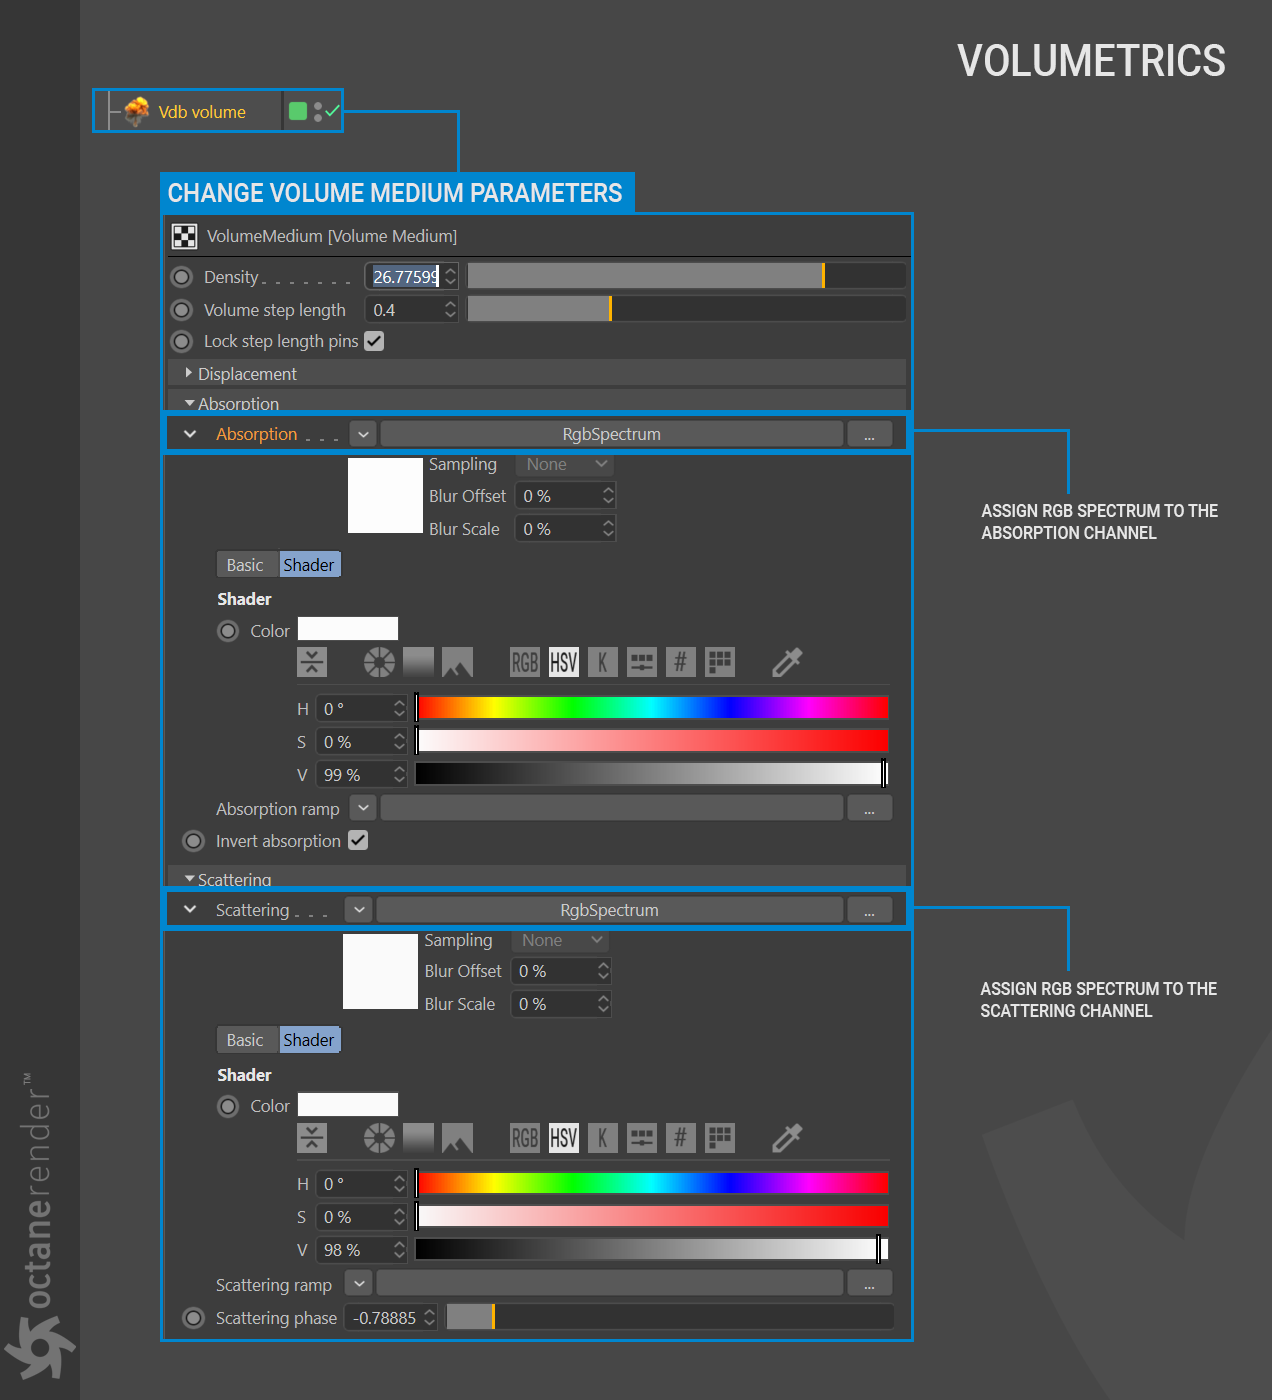 VOLUMETRICS
Vdb volume
CHANGE VOLUME MEDIUM PARAMETERS
VolumeMedium [Volume Medium]
Density 26.77599
Volume step length 0.4
Lock step length pins
Displacement
Absorption
Absorption RgbSpectrum ...
Sampling None
Blur Offset 0 %
Blur Scale 0 %
ASSIGN RGB SPECTRUM TO THE
ABSORPTION CHANNEL
Basic Shader
Shader
Color
RGB HSV K #
H 0 °
S 0 %
V 99 %
Absorption ramp ...
Invert absorption
Scattering
Scattering RgbSpectrum ...
Sampling None
Blur Offset 0 %
Blur Scale 0 %
ASSIGN RGB SPECTRUM TO THE
SCATTERING CHANNEL
Basic Shader
Shader
Color
RGB HSV K #
H 0 °
S 0 %
V 98 %
Scattering ramp ...
Scattering phase -0.78885
octanerender™